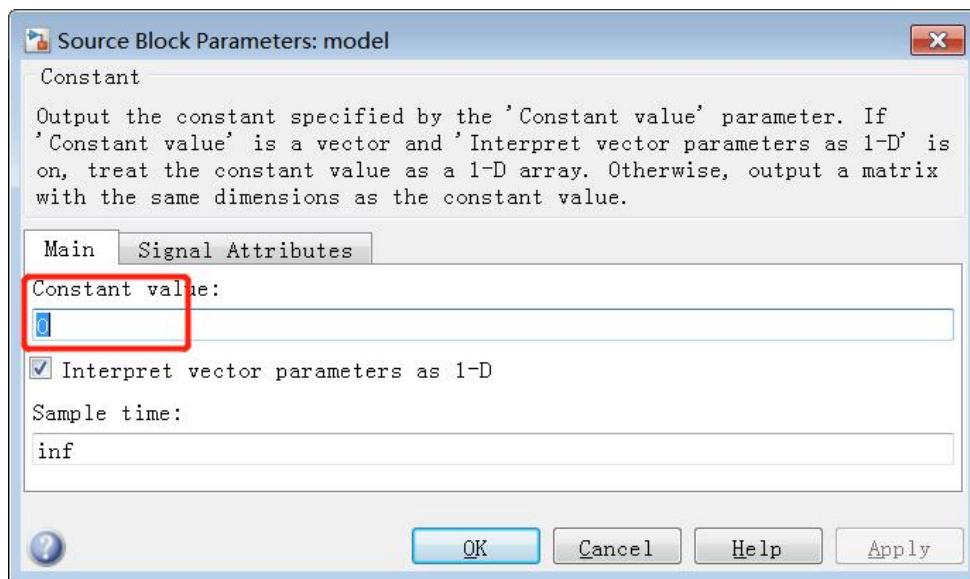 Source Block Parameters: model
Constant
Output the constant specified by the 'Constant value' parameter. If
'Constant value' is a vector and 'Interpret vector parameters as 1-D' is
on, treat the constant value as a 1-D array. Otherwise, output a matrix
with the same dimensions as the constant value.
Main Signal Attributes
Constant value:
0
Interpret vector parameters as 1-D
Sample time:
inf
OK Cancel Help Apply